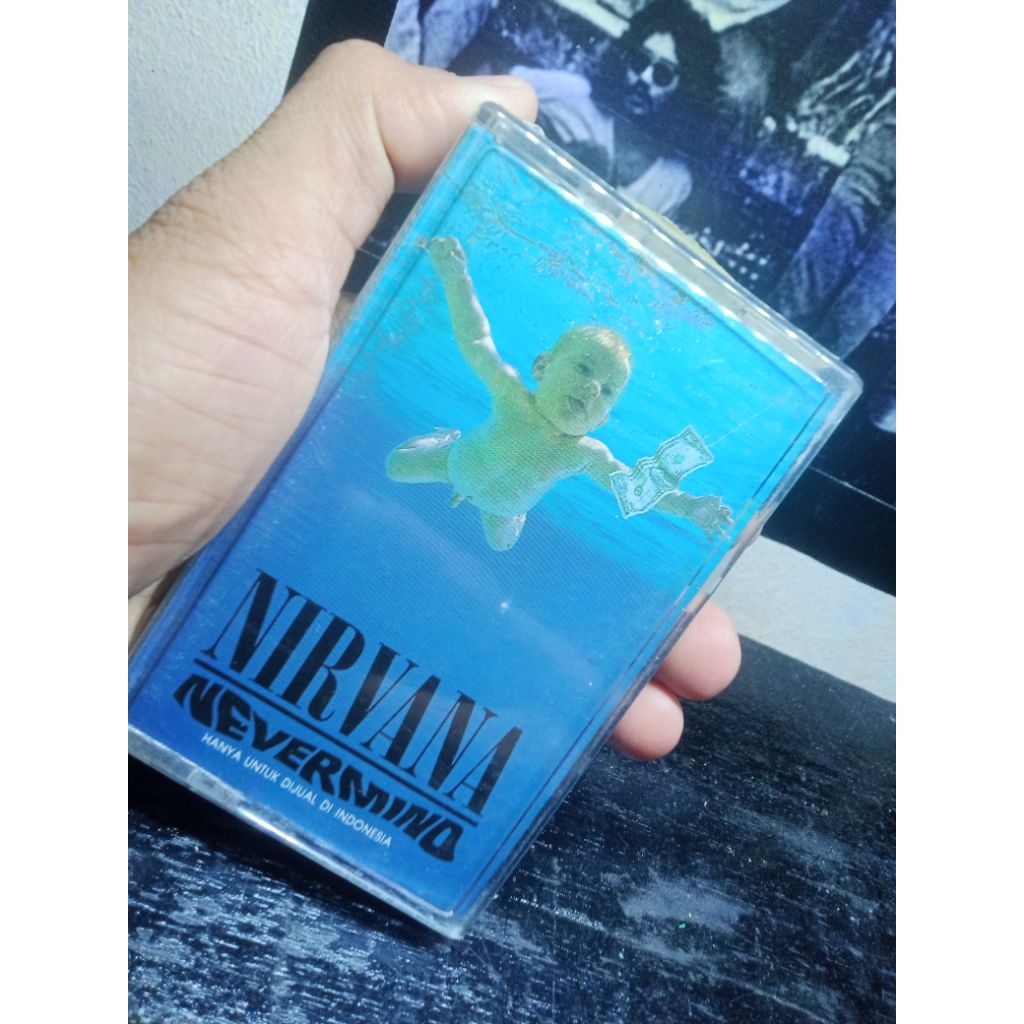 NIRVANA
NEVERMIND
HANYA UNTUK DIJUAL DI INDONESIA